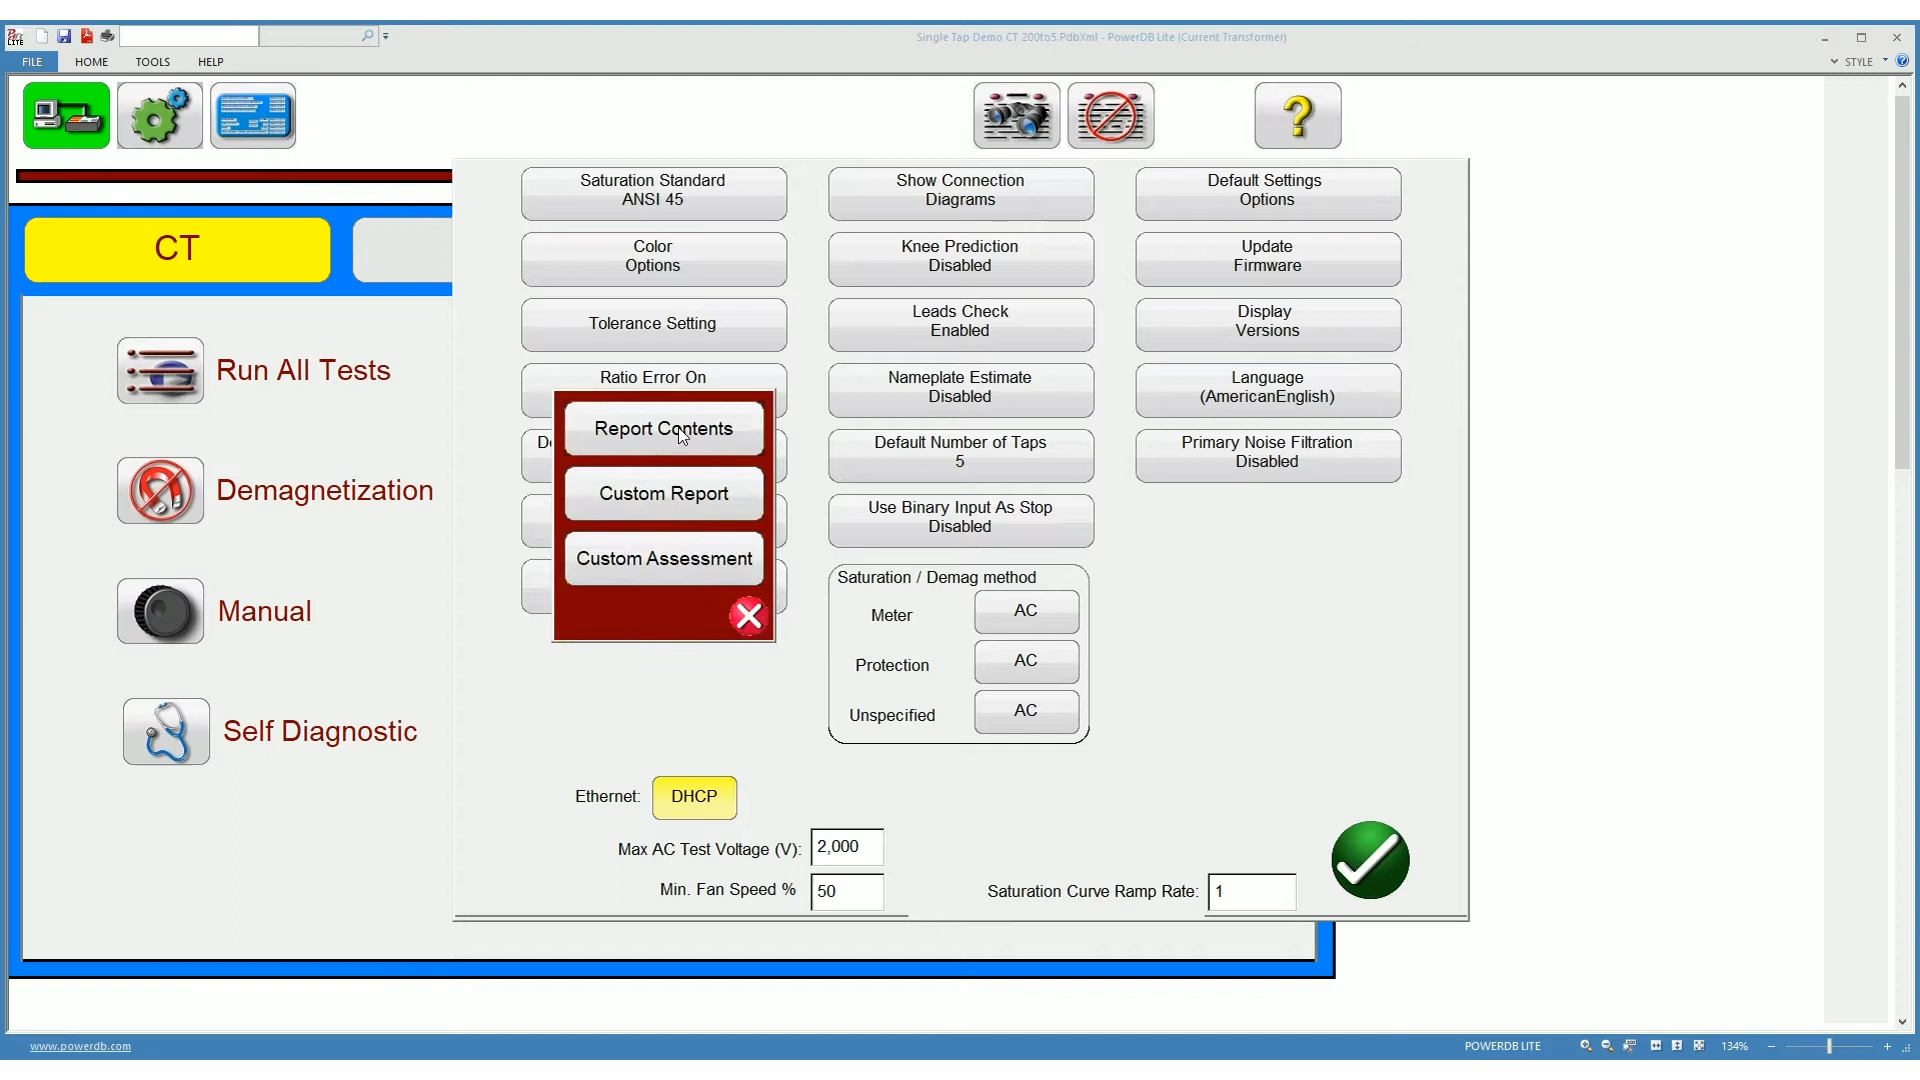 LITE
Single Tap Demo CT 200to5.PdbXml - PowerDB Lite (Current Transformer)
FILE HOME TOOLS HELP
STYLE
Saturation Standard
ANSI 45
Show Connection
Diagrams
Default Settings
Options
CT
Color
Options
Knee Prediction
Disabled
Update
Firmware
Tolerance Setting
Leads Check
Enabled
Display
Versions
Run All Tests
Ratio Error On
Nameplate Estimate
Disabled
Language
(AmericanEnglish)
Report Contents
Default Number of Taps
5
Primary Noise Filtration
Disabled
Demagnetization
Custom Report
Use Binary Input As Stop
Disabled
Custom Assessment
Saturation / Demag method
Manual
Meter AC
Protection AC
Unspecified AC
Self Diagnostic
Ethernet: DHCP
Max AC Test Voltage (V): 2,000
Min. Fan Speed % 50
Saturation Curve Ramp Rate: 1
www.powerdb.com
POWERDB LITE
134%